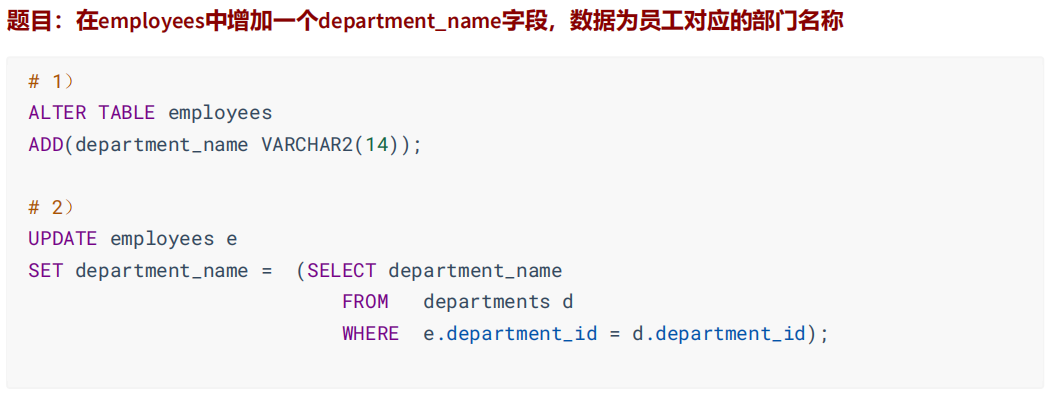 题目：在employees中增加一个department_name字段，数据为员工对应的部门名称
# 1）
ALTER TABLE employees
ADD(department_name VARCHAR2(14));
# 2）
UPDATE employees e
SET department_name =  (SELECT department_name
FROM   departments d
WHERE  e.department_id = d.department_id);